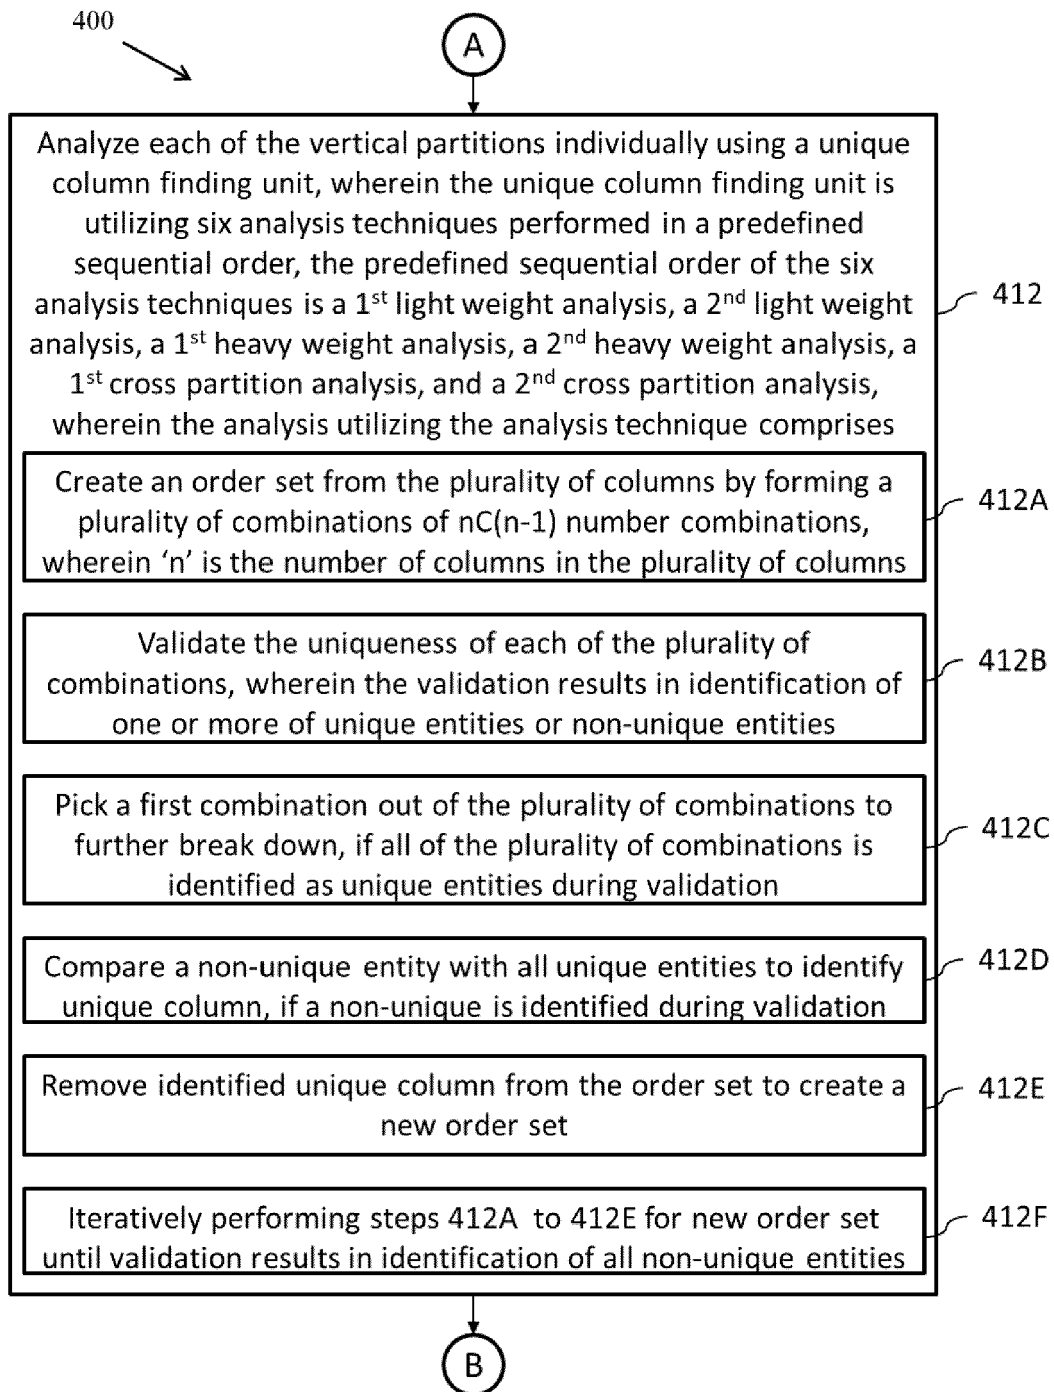 400
A
Analyze each of the vertical partitions individually using a unique
column finding unit, wherein the unique column finding unit is
utilizing six analysis techniques performed in a predefined
sequential order, the predefined sequential order of the six
analysis techniques is a 1st light weight analysis, a 2nd light weight
analysis, a 1st heavy weight analysis, a 2nd heavy weight analysis, a
1st cross partition analysis, and a 2nd cross partition analysis,
wherein the analysis utilizing the analysis technique comprises
412
Create an order set from the plurality of columns by forming a
plurality of combinations of nC(n-1) number combinations,
wherein ‘n’ is the number of columns in the plurality of columns
412A
Validate the uniqueness of each of the plurality of
combinations, wherein the validation results in identification of
one or more of unique entities or non-unique entities
412B
Pick a first combination out of the plurality of combinations to
further break down, if all of the plurality of combinations is
identified as unique entities during validation
412C
Compare a non-unique entity with all unique entities to identify
unique column, if a non-unique is identified during validation
412D
Remove identified unique column from the order set to create a
new order set
412E
Iteratively performing steps 412A to 412E for new order set
until validation results in identification of all non-unique entities
412F
B